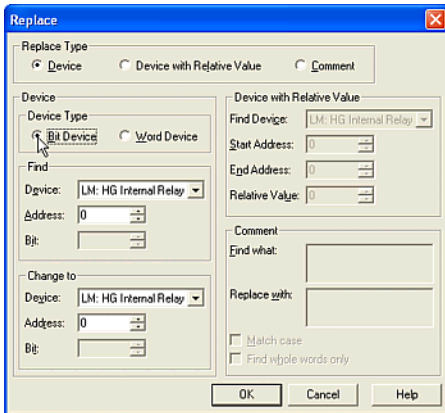 Replace
Replace Type
Device
Device with Relative Value
Comment
Device
Device Type
Bit Device
Word Device
Find
Device: LM: HG Internal Relay
Address: 0
Bit:
Change to
Device: LM: HG Internal Relay
Address: 0
Bit:
Device with Relative Value
Find Device: LM: HG Internal Relay
Start Address: 0
End Address: 0
Relative Value: 0
Comment
Find what:
Replace with:
Match case
Find whole words only
OK
Cancel
Help